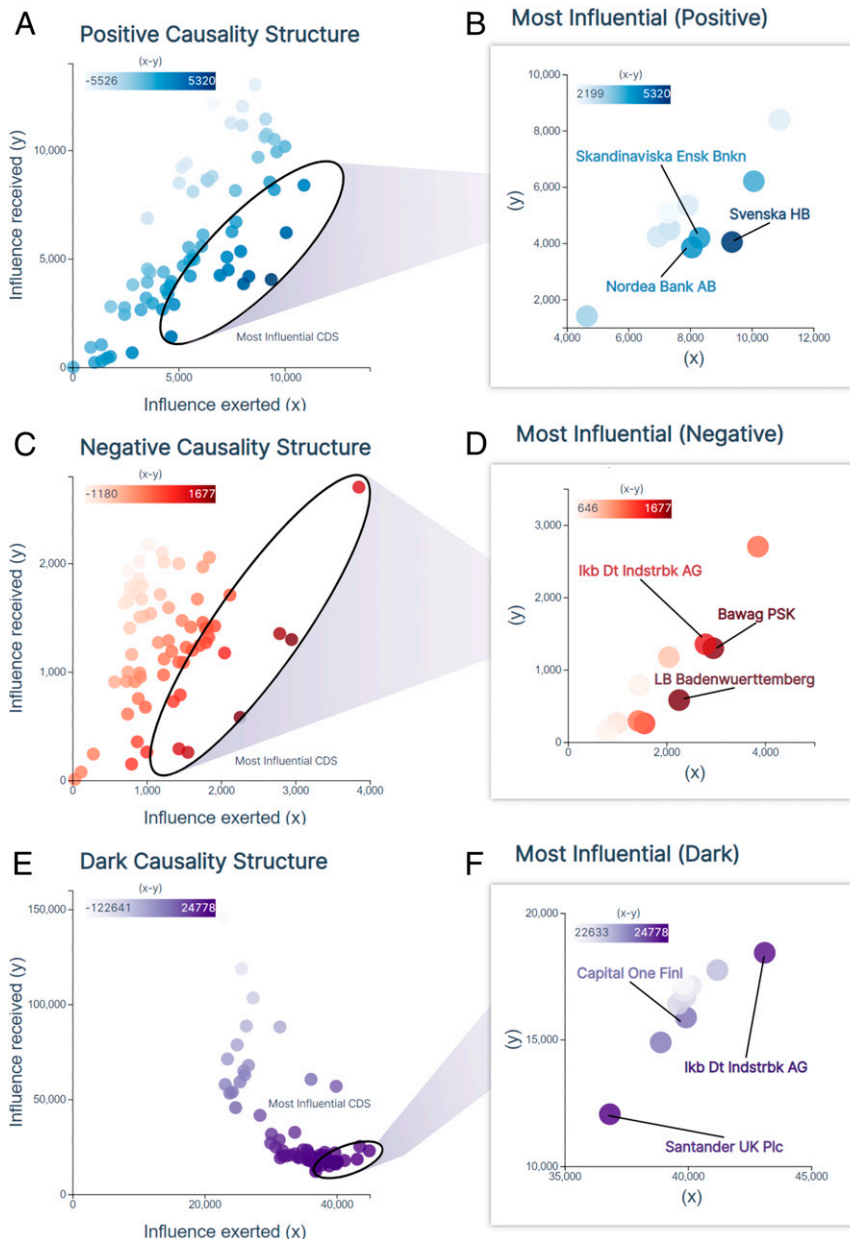 A
Positive Causality Structure
(x-y)
-5526
5320
Influence received (y)
10,000
5,000
0
0
5,000
10,000
Most Influential CDS
Influence exerted (x)
B
Most Influential (Positive)
10,000
(x-y)
2199
5320
8,000
Skandinaviska Ensk Bnkn
6,000
(y)
Svenska HB
4,000
Nordea Bank AB
2,000
4,000
6,000
8,000
10,000
12,000
(x)
C
Negative Causality Structure
(x-y)
-1180
1677
Influence received (y)
2,000
1,000
0
0
1,000
2,000
3,000
4,000
Most Influential CDS
Influence exerted (x)
D
Most Influential (Negative)
(x-y)
646
1677
3,000
Ikb Dt Indstrbk AG
2,000
(y)
Bawag PSK
1,000
LB Badenwuerttemberg
0
0
2,000
4,000
(x)
E
Dark Causality Structure
(x-y)
150,000
-122641
24778
Influence received (y)
100,000
50,000
Most Influential CDS
0
0
20,000
40,000
Influence exerted (x)
F
Most Influential (Dark)
20,000
(x-y)
22633
24778
Capital One Finl
15,000
(y)
Ikb Dt Indstrbk AG
Santander UK Plc
10,000
35,000
40,000
45,000
(x)